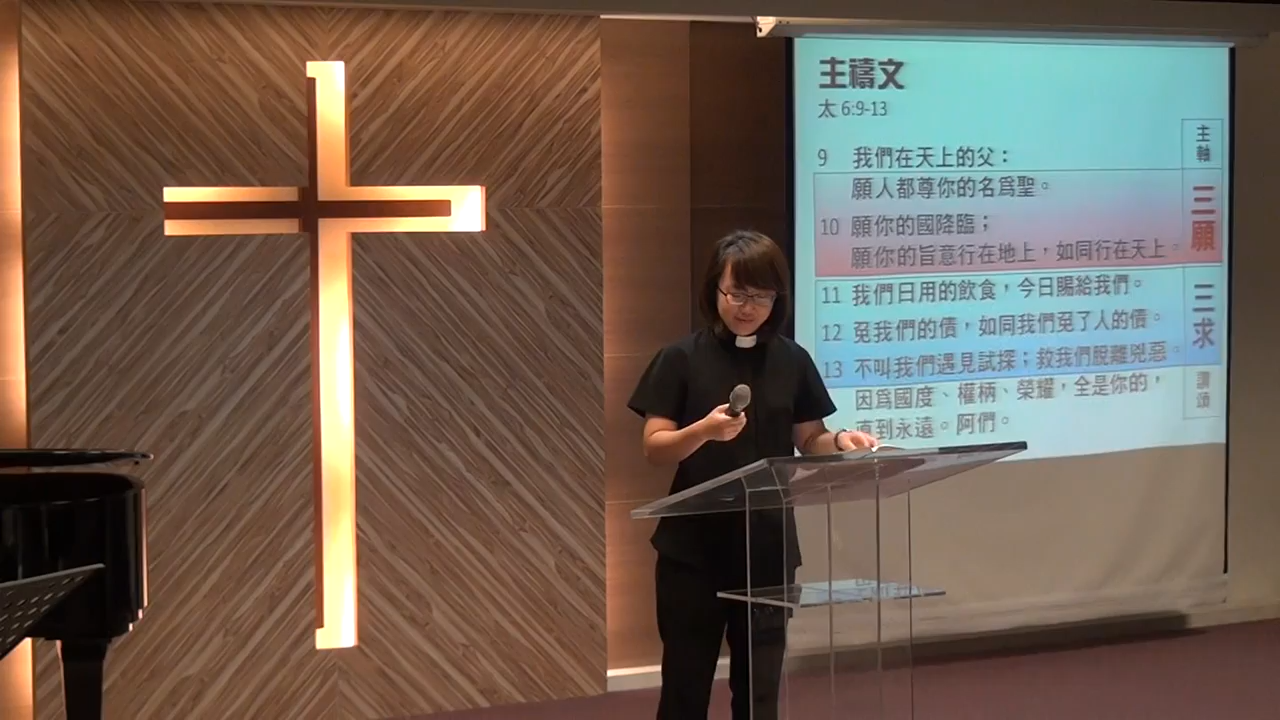 主禱文
太 6:9-13
主軸
9 我們在天上的父：
願人都尊你的名爲聖。
10 願你的國降臨；
願你的旨意行在地上，如同行在天上。
三願
11 我們日用的飲食，今日賜給我們。
12 免我們的債，如同我們免了人的債。
13 不叫我們遇見試探；救我們脫離兇惡。
三求
因爲國度、權柄、榮耀，全是你的，
直到永遠。阿們。
讚頌